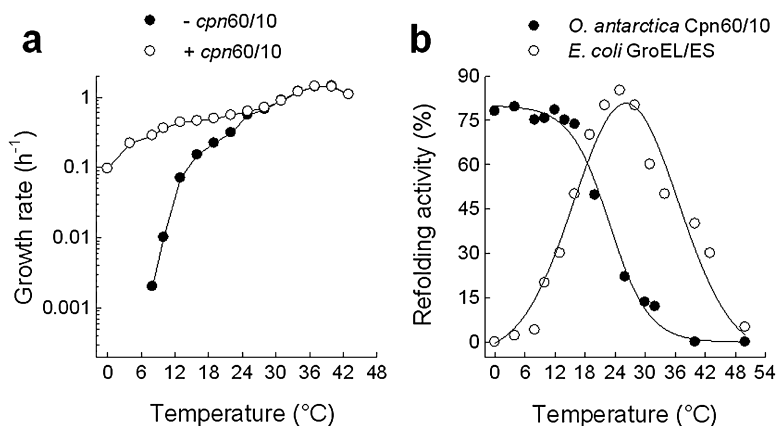 a
- cpn60/10
+ cpn60/10
Growth rate (h⁻¹)
1
0.1
0.01
0.001
0 6 12 18 24 30 36 42 48
Temperature (°C)
b
O. antarctica Cpn60/10
E. coli GroEL/ES
Refolding activity (%)
90
75
60
45
30
15
0
0 6 12 18 24 30 36 42 48 54
Temperature (°C)